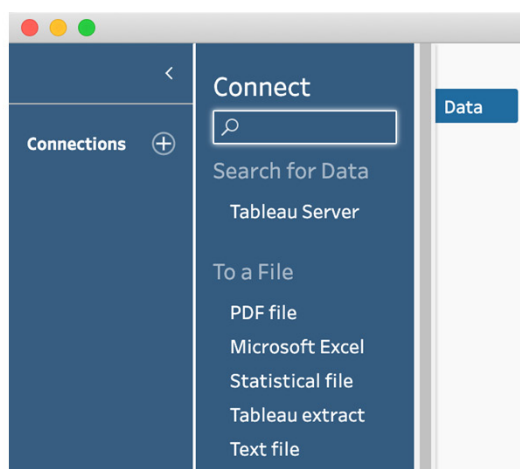 Connections
Connect
Search for Data
Tableau Server
To a File
PDF file
Microsoft Excel
Statistical file
Tableau extract
Text file
Data